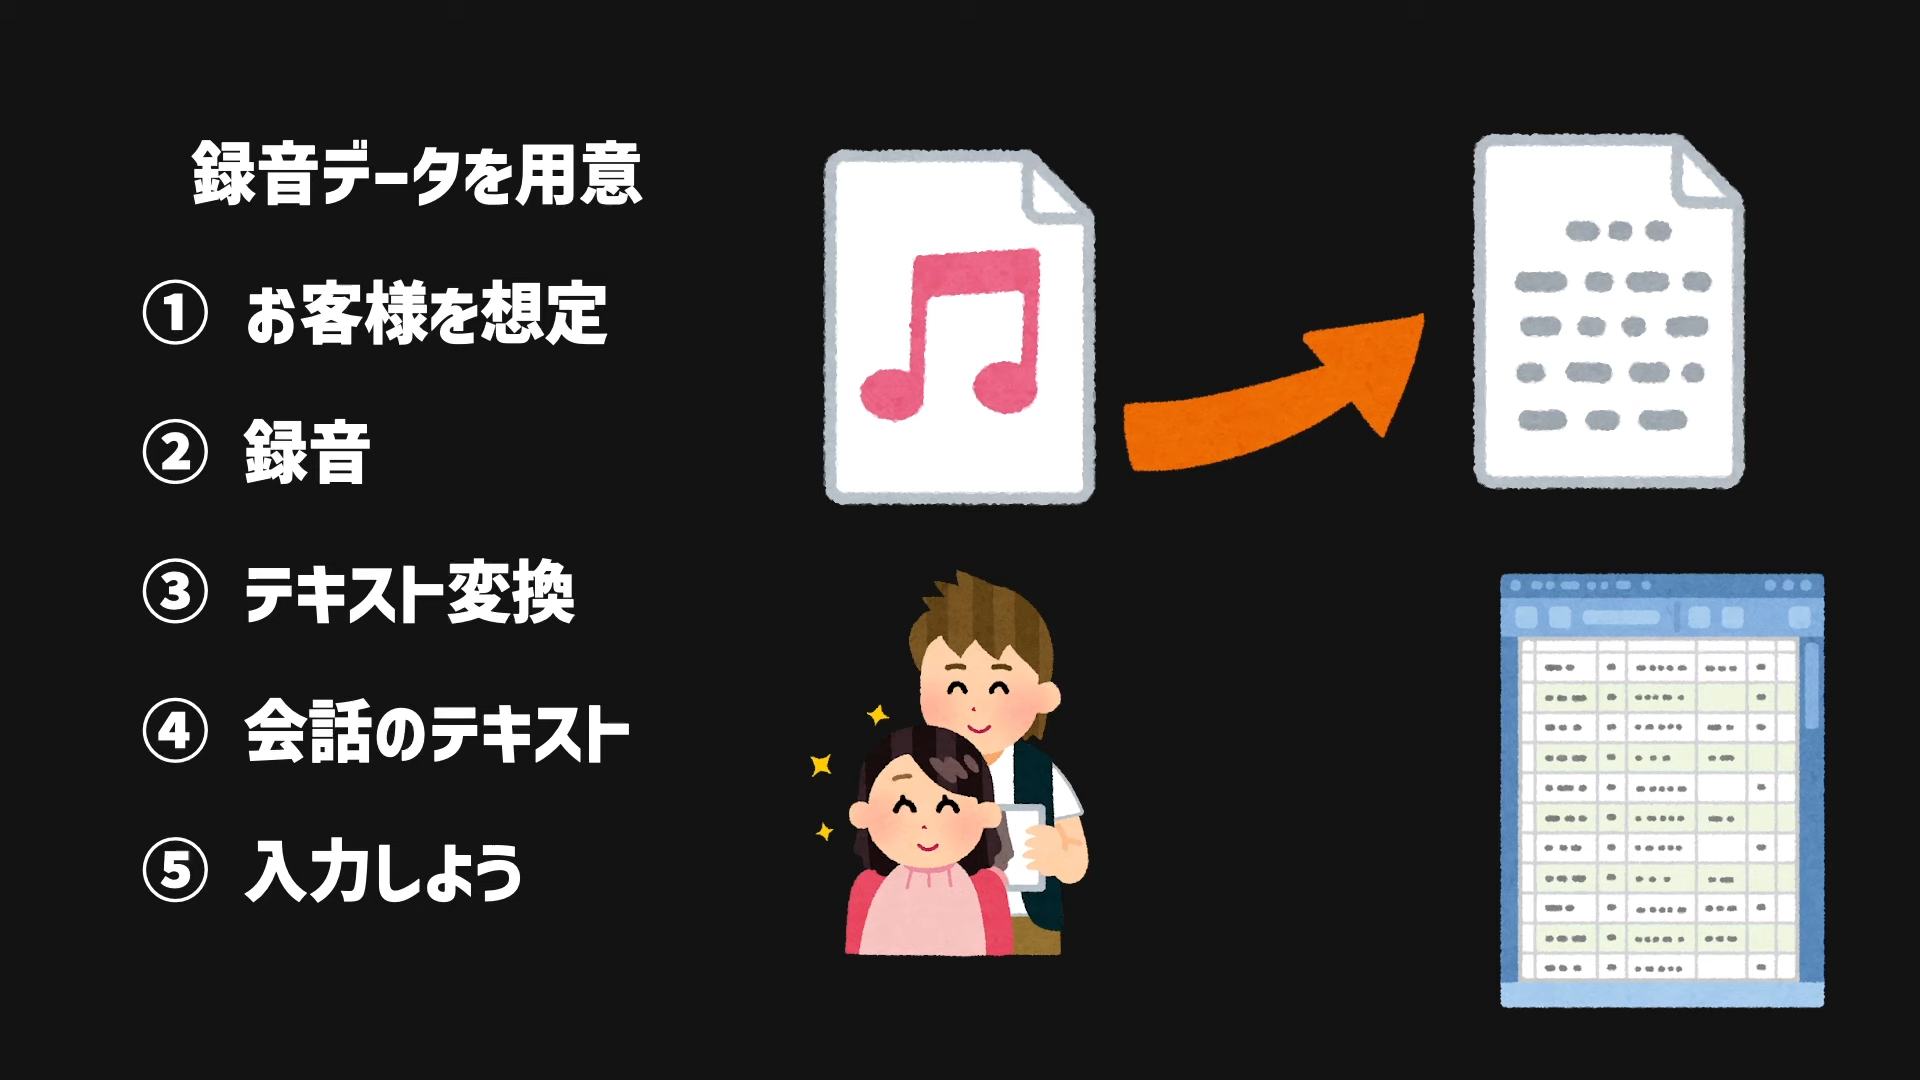 録音データを用意
① お客様を想定
② 録音
③ テキスト変換
④ 会話のテキスト
⑤ 入力しよう